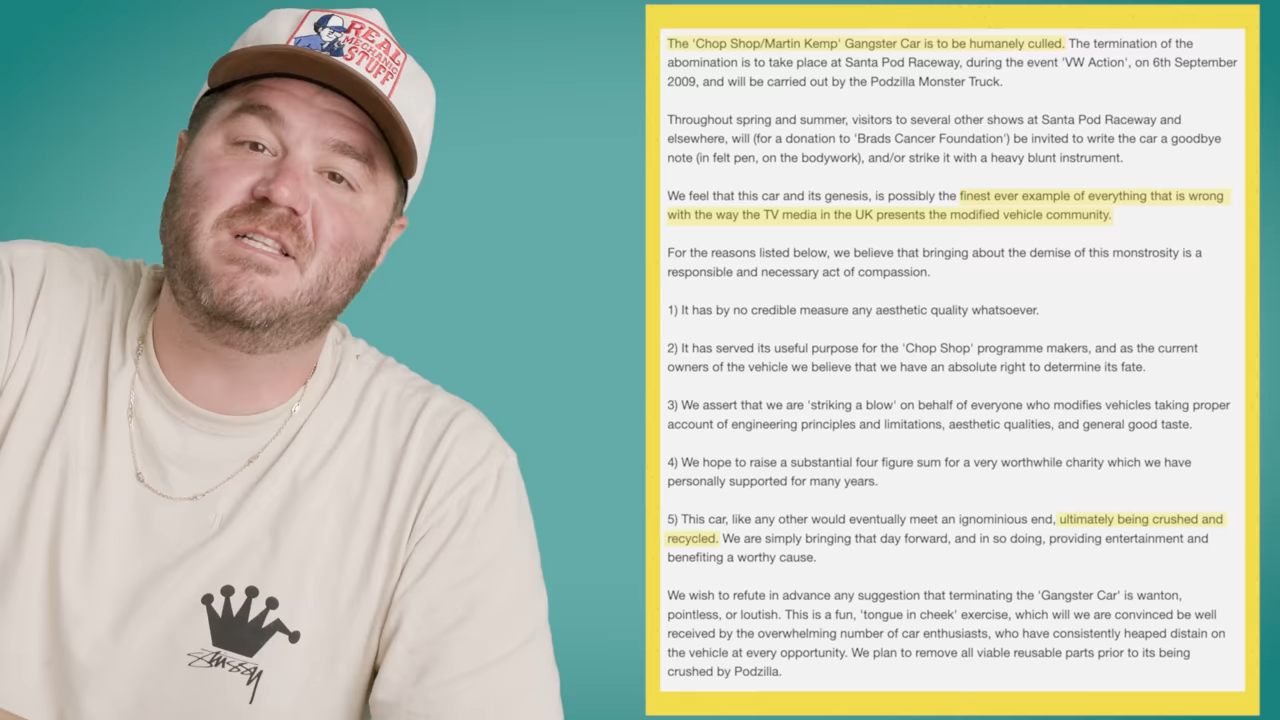 REAL
MECHANIC
STUFF
The 'Chop Shop/Martin Kemp' Gangster Car is to be humanely culled. The termination of the
abomination is to take place at Santa Pod Raceway, during the event 'VW Action', on 6th September
2009, and will be carried out by the Podzilla Monster Truck.
Throughout spring and summer, visitors to several other shows at Santa Pod Raceway and
elsewhere, will (for a donation to 'Brads Cancer Foundation') be invited to write the car a goodbye
note (in felt pen, on the bodywork), and/or strike it with a heavy blunt instrument.
We feel that this car and its genesis, is possibly the finest ever example of everything that is wrong
with the way the TV media in the UK presents the modified vehicle community.
For the reasons listed below, we believe that bringing about the demise of this monstrosity is a
responsible and necessary act of compassion.
1) It has by no credible measure any aesthetic quality whatsoever.
2) It has served its useful purpose for the 'Chop Shop' programme makers, and as the current
owners of the vehicle we believe that we have an absolute right to determine its fate.
3) We assert that we are 'striking a blow' on behalf of everyone who modifies vehicles taking proper
account of engineering principles and limitations, aesthetic qualities, and general good taste.
4) We hope to raise a substantial four figure sum for a very worthwhile charity which we have
personally supported for many years.
5) This car, like any other would eventually meet an ignominious end, ultimately being crushed and
recycled. We are simply bringing that day forward, and in so doing, providing entertainment and
benefiting a worthy cause.
We wish to refute in advance any suggestion that terminating the 'Gangster Car' is wanton,
pointless, or loutish. This is a fun, 'tongue in cheek' exercise, which will we are convinced be well
received by the overwhelming number of car enthusiasts, who have consistently heaped distain on
the vehicle at every opportunity. We plan to remove all viable reusable parts prior to its being
crushed by Podzilla.
Stüssy